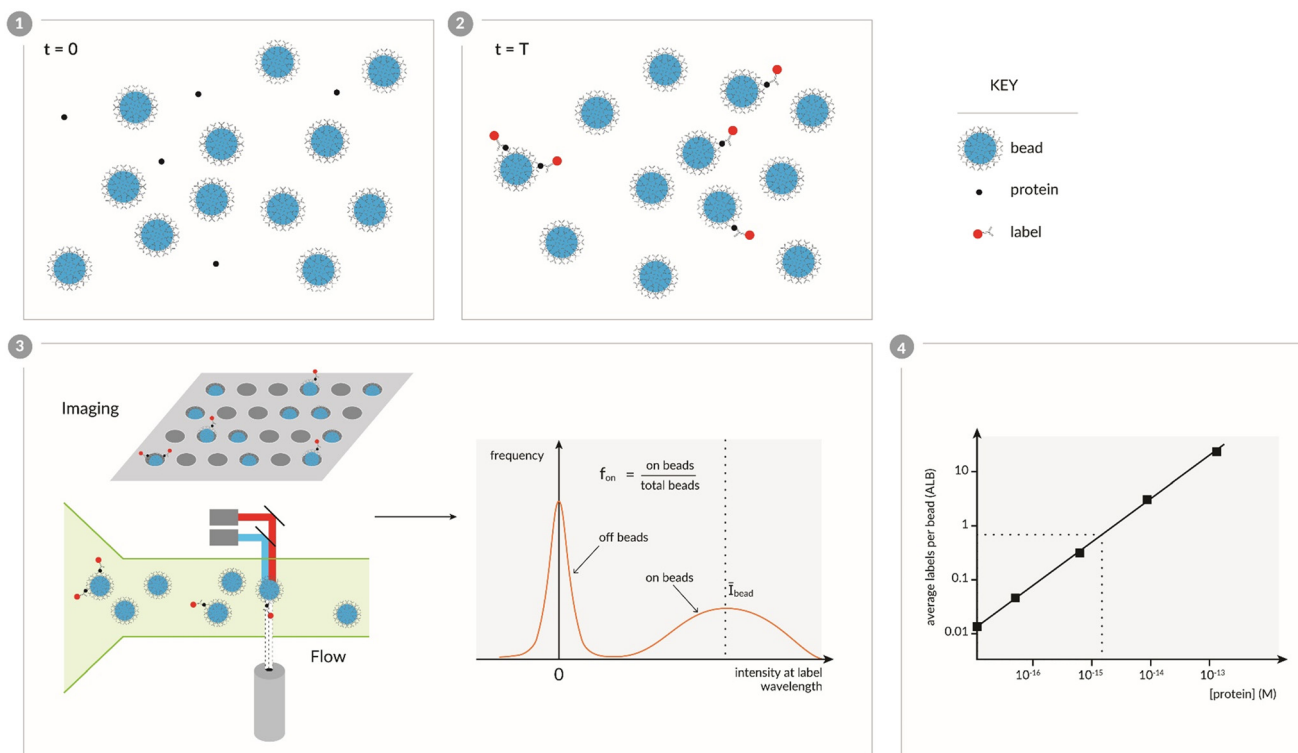 1
t = 0
2
t = T
KEY
bead
protein
label
3
Imaging
Flow
frequency
f_on = on beads / total beads
off beads
on beads
Ī_bead
0
intensity at label
wavelength
4
average labels per bead (ALB)
10
1
0.1
0.01
10⁻¹⁶
10⁻¹⁵
10⁻¹⁴
10⁻¹³
[protein] (M)